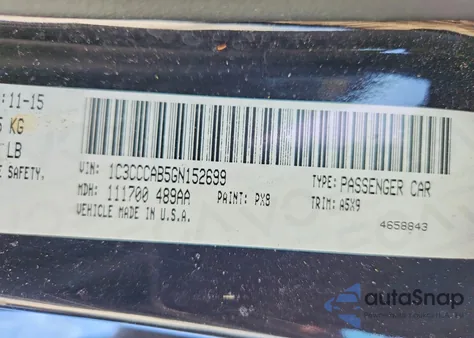 : 11-15
KG
LB
E SAFETY,
VIN: 1C3CCCAB5GN152699
MDH: 111700 489AA
PAINT: PX8
VEHICLE MADE IN U.S.A.
TYPE: PASSENGER CAR
TRIM: A5X9
4658843
autoSnap